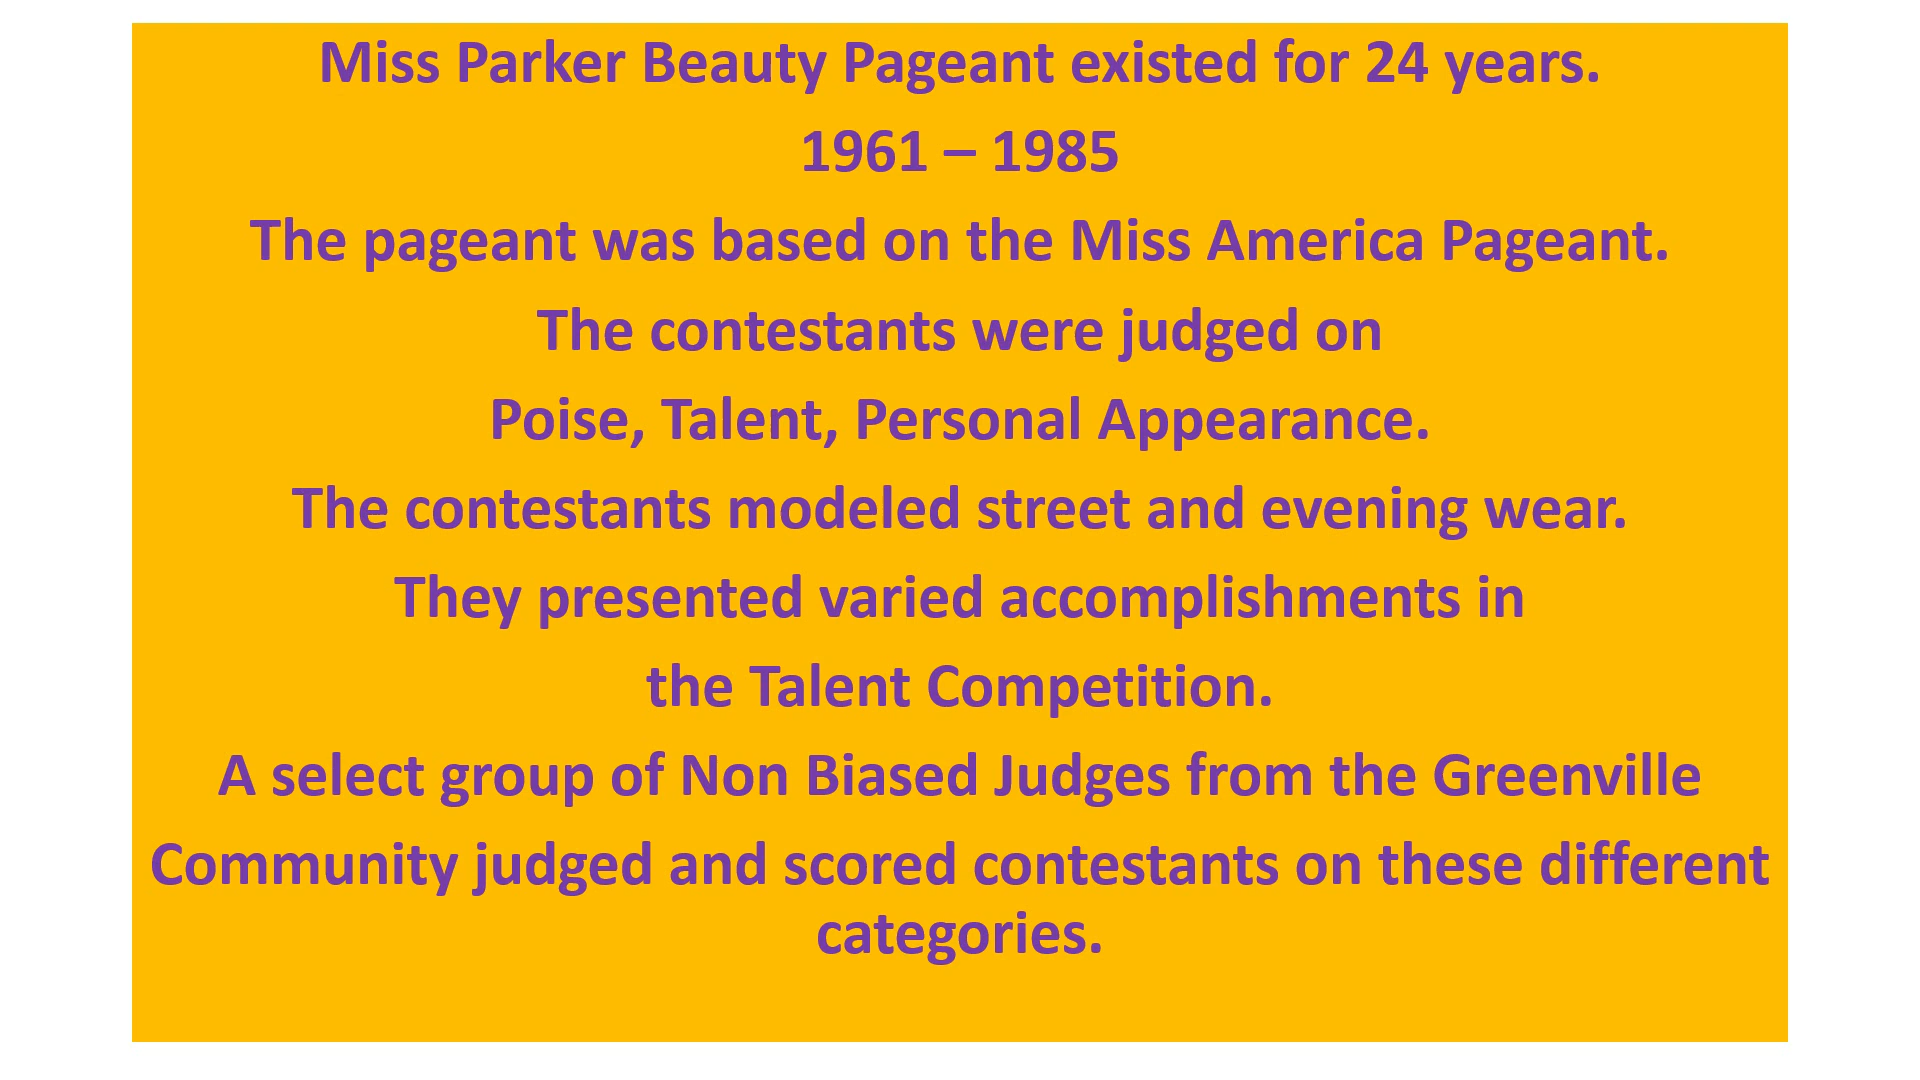 Miss Parker Beauty Pageant existed for 24 years.
1961 – 1985
The pageant was based on the Miss America Pageant.
The contestants were judged on
Poise, Talent, Personal Appearance.
The contestants modeled street and evening wear.
They presented varied accomplishments in
the Talent Competition.
A select group of Non Biased Judges from the Greenville
Community judged and scored contestants on these different
categories.